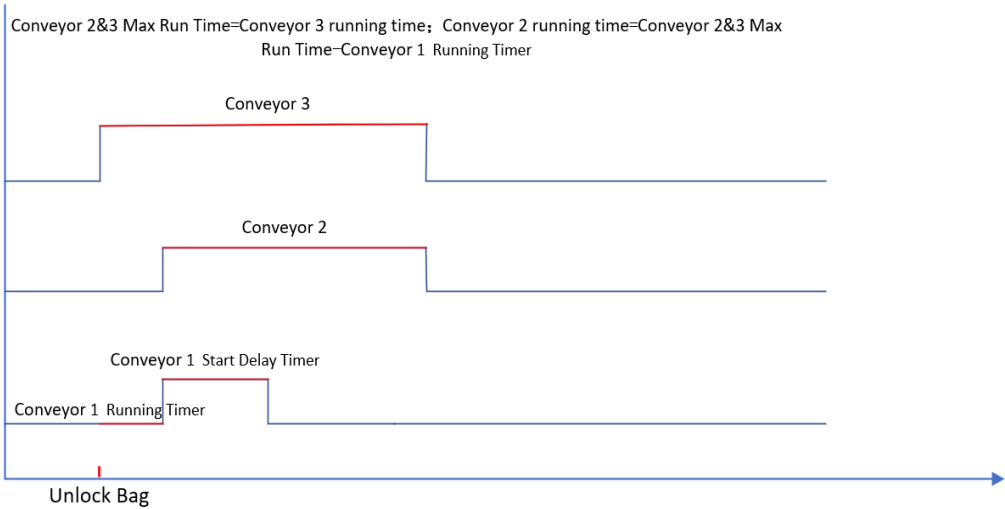 Conveyor 2&3 Max Run Time=Conveyor 3 running time；Conveyor 2 running time=Conveyor 2&3 Max
Run Time-Conveyor 1 Running Timer
Conveyor 3
Conveyor 2
Conveyor 1 Start Delay Timer
Conveyor 1 Running Timer
Unlock Bag